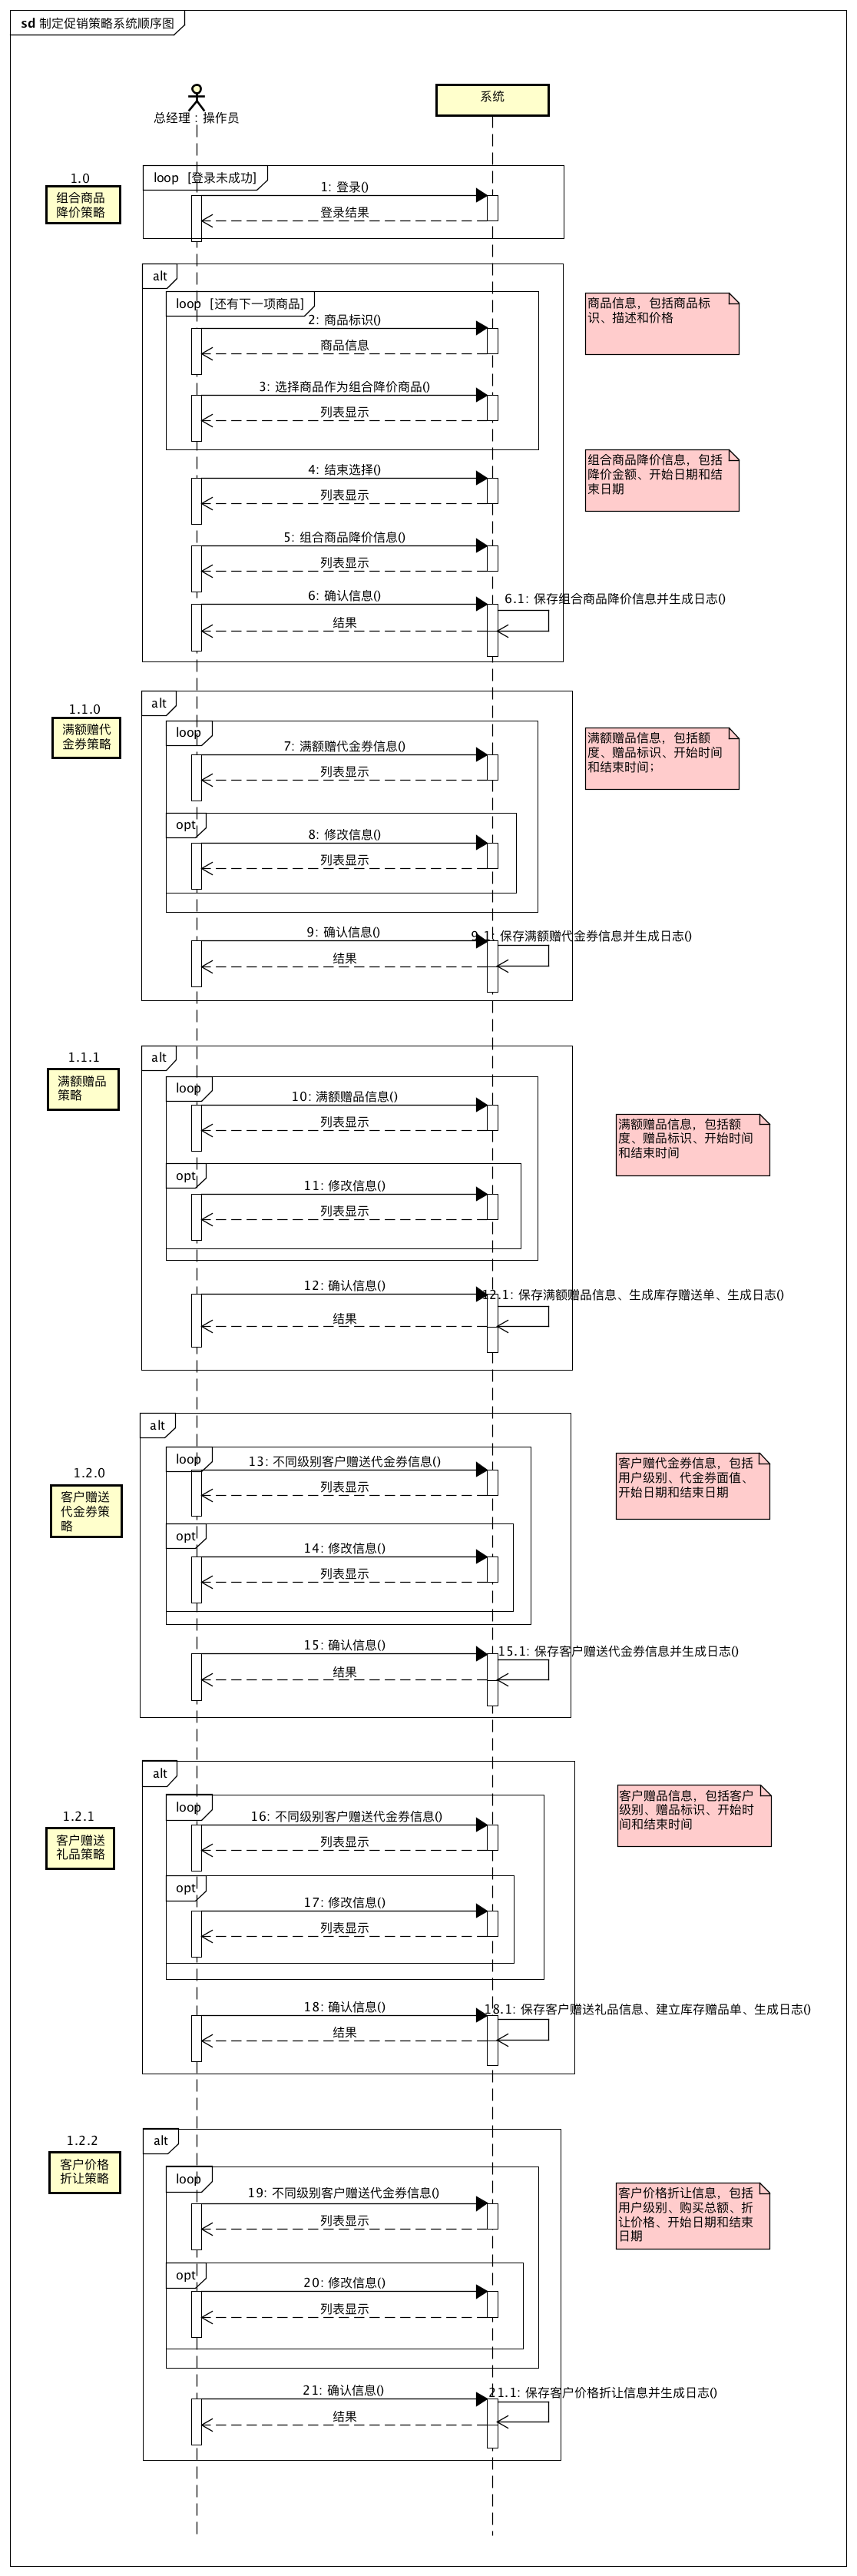 sd 制定促销策略系统顺序图
总经理 : 操作员
系统
1.0
组合商品
降价策略
loop [登录未成功]
1: 登录()
登录结果
alt
loop [还有下一项商品]
2: 商品标识()
商品信息
商品信息，包括商品标
识、描述和价格
3: 选择商品作为组合降价商品()
列表显示
4: 结束选择()
列表显示
组合商品降价信息，包括
降价金额、开始日期和结
束日期
5: 组合商品降价信息()
列表显示
6: 确认信息()
6.1: 保存组合商品降价信息并生成日志()
结果
1.1.0
满额赠代
金券策略
alt
loop
7: 满额赠代金券信息()
列表显示
满额赠品信息，包括额
度、赠品标识、开始时间
和结束时间；
opt
8: 修改信息()
列表显示
9: 确认信息()
9.1: 保存满额赠代金券信息并生成日志()
结果
1.1.1
满额赠品
策略
alt
loop
10: 满额赠品信息()
列表显示
满额赠品信息，包括额
度、赠品标识、开始时间
和结束时间
opt
11: 修改信息()
列表显示
12: 确认信息()
12.1: 保存满额赠品信息、生成库存赠送单、生成日志()
结果
1.2.0
客户赠送
代金券策
略
alt
loop
13: 不同级别客户赠送代金券信息()
列表显示
客户赠代金券信息，包括
用户级别、代金券面值、
开始日期和结束日期
opt
14: 修改信息()
列表显示
15: 确认信息()
15.1: 保存客户赠送代金券信息并生成日志()
结果
1.2.1
客户赠送
礼品策略
alt
loop
16: 不同级别客户赠送代金券信息()
列表显示
客户赠品信息，包括客户
级别、赠品标识、开始时
间和结束时间
opt
17: 修改信息()
列表显示
18: 确认信息()
18.1: 保存客户赠送礼品信息、建立库存赠品单、生成日志()
结果
1.2.2
客户价格
折让策略
alt
loop
19: 不同级别客户赠送代金券信息()
列表显示
客户价格折让信息，包括
用户级别、购买总额、折
让价格、开始日期和结束
日期
opt
20: 修改信息()
列表显示
21: 确认信息()
21.1: 保存客户价格折让信息并生成日志()
结果